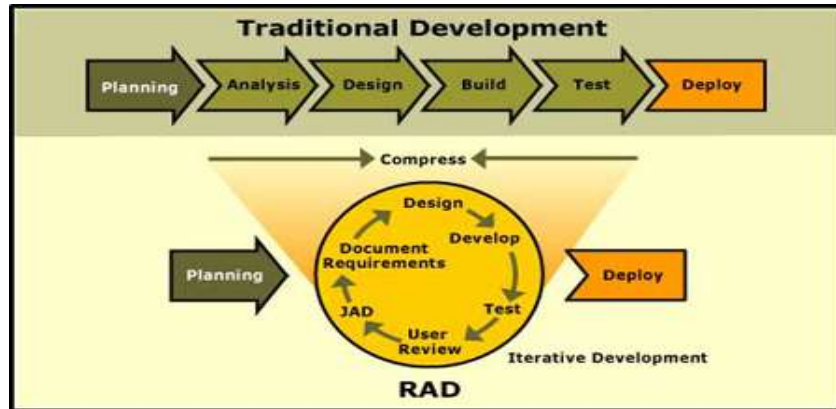 Traditional Development
Planning
Analysis
Design
Build
Test
Deploy
Compress
Design
Develop
Document
Requirements
Planning
Deploy
JAD
Test
User
Review
Iterative Development
RAD